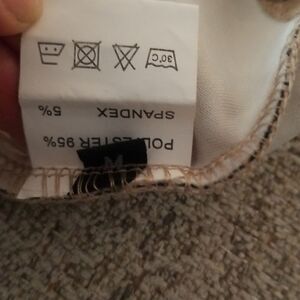 POLYESTER 95%
SPANDEX 5%
30°C
M